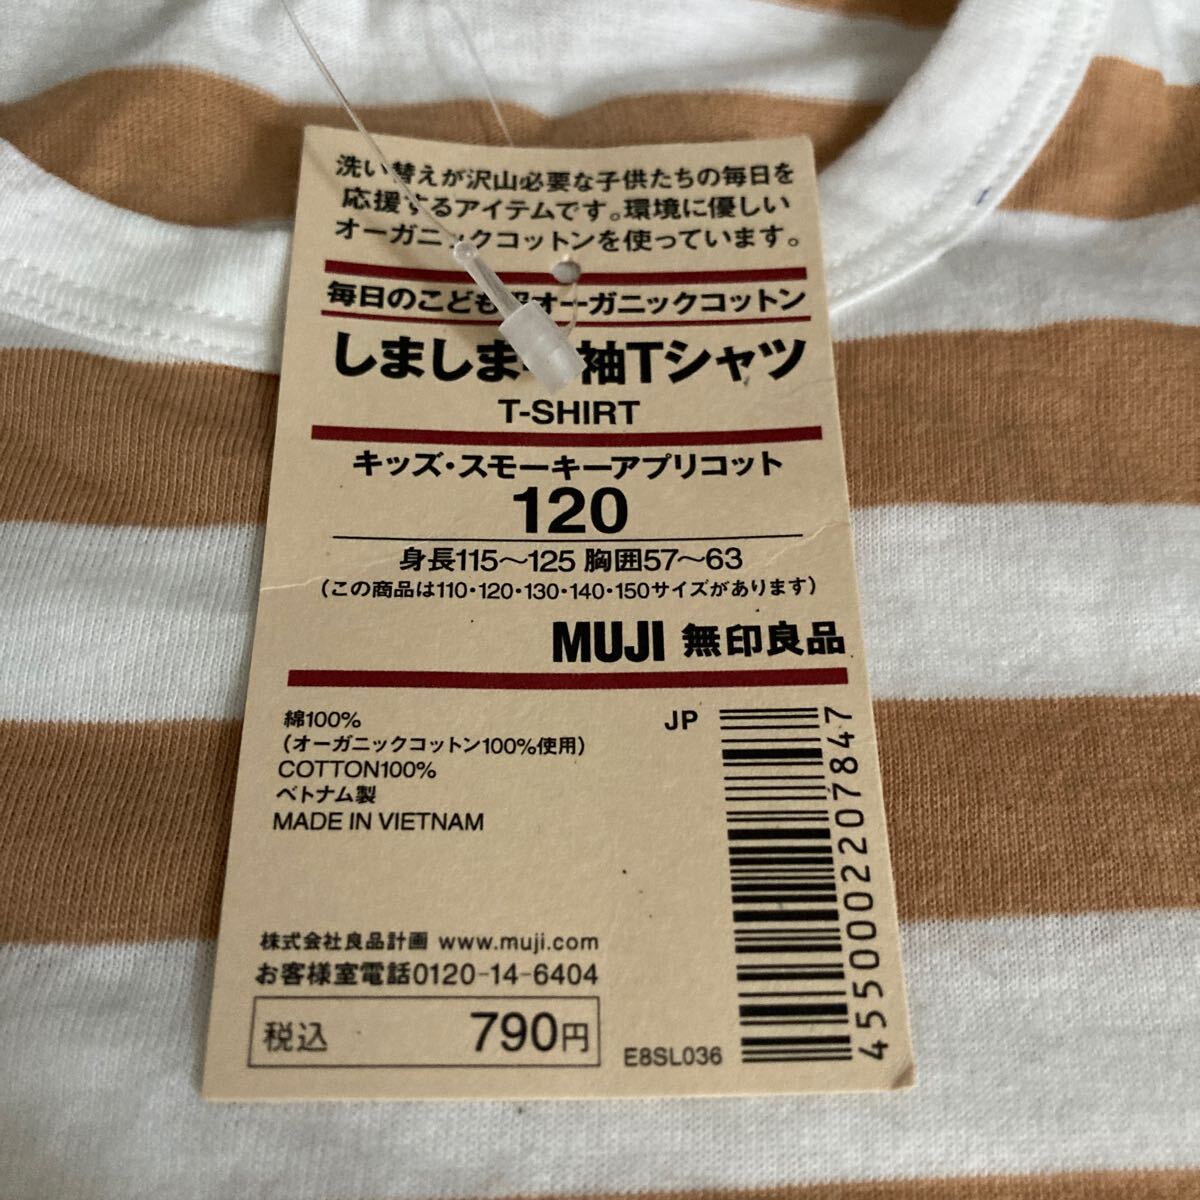 洗い替えが沢山必要な子供たちの毎日を
応援するアイテムです。環境に優しい
オーガニックコットンを使っています。
毎日のこども オーガニックコットン
しましま 袖Tシャツ
T-SHIRT
キッズ・スモーキーアプリコット
120
身長115〜125 胸囲57〜63
（この商品は110・120・130・140・150サイズがあります）
MUJI 無印良品
綿100%
（オーガニックコットン100%使用）
COTTON100%
ベトナム製
MADE IN VIETNAM
JP
4550002207847
株式会社良品計画 www.muji.com
お客様室電話0120-14-6404
税込 790円
E8SL036